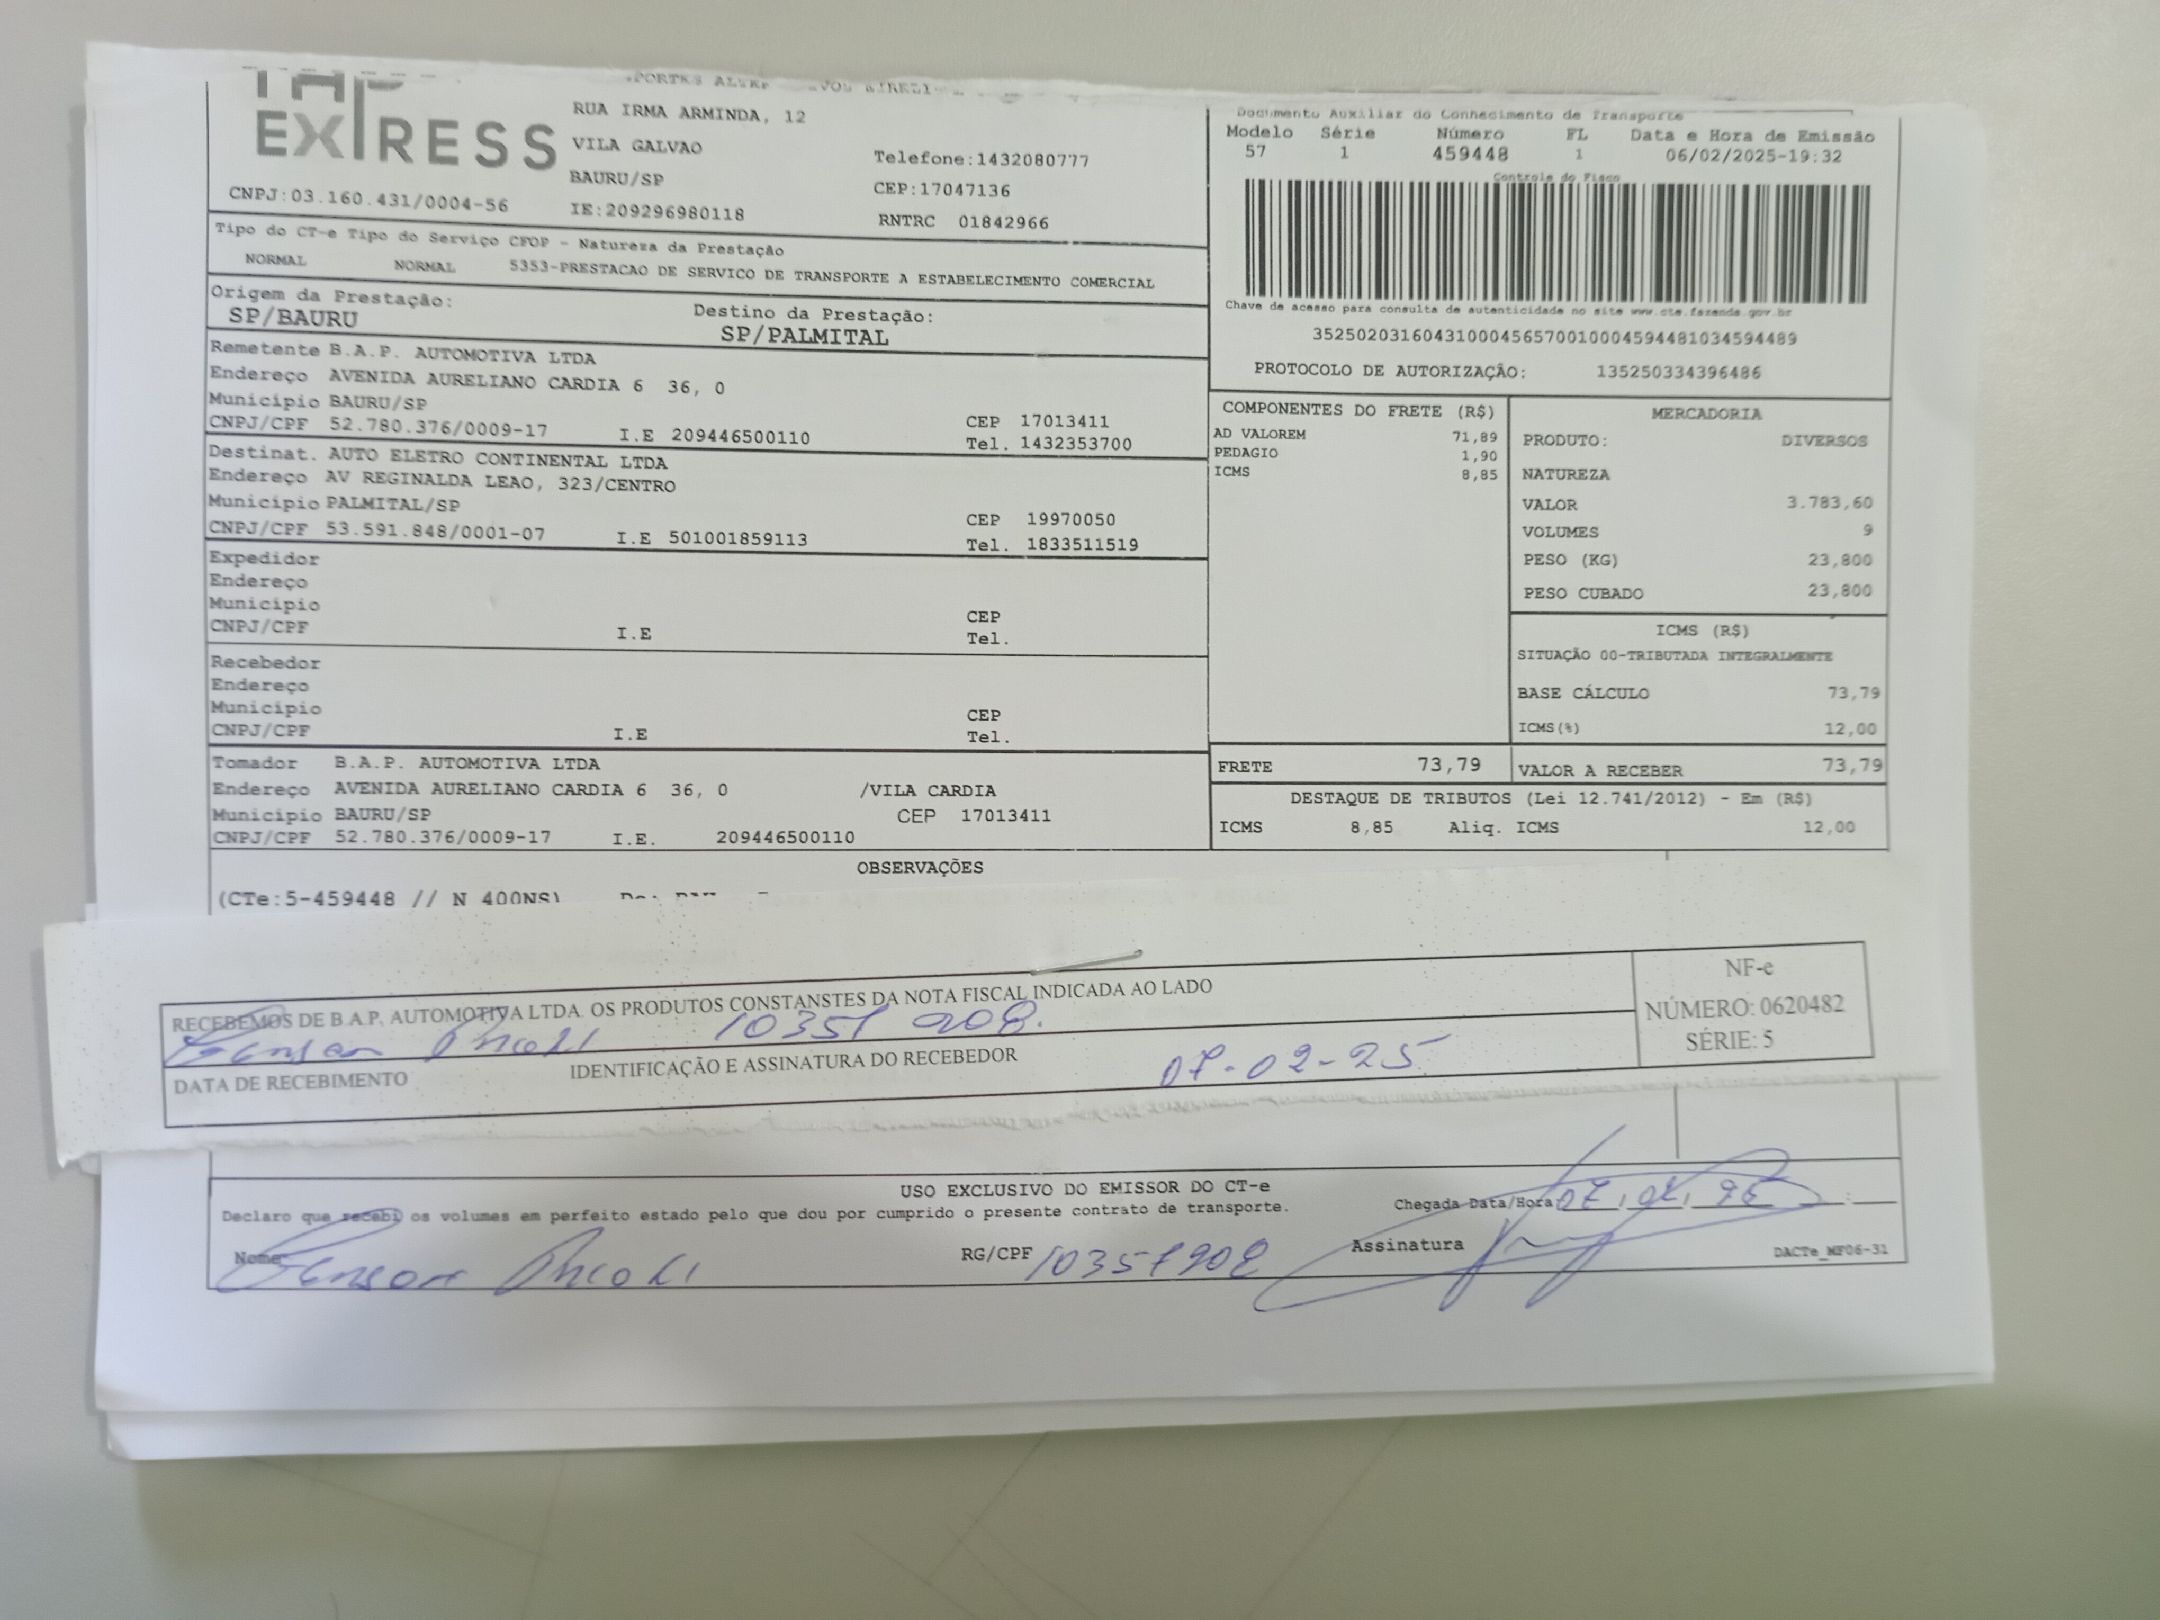 TAP
EXPRESS
RUA IRMA ARMINDA, 12
VILA GALVAO
BAURU/SP
IE:209296980118
Telefone:1432080777
CEP:17047136
RNTRC 01842966
CNPJ:03.160.431/0004-56
Tipo do CT-e Tipo do Serviço CFOP - Natureza da Prestação
NORMAL NORMAL 5353-PRESTACAO DE SERVICO DE TRANSPORTE A ESTABELECIMENTO COMERCIAL
Origem da Prestação: Destino da Prestação:
SP/BAURU SP/PALMITAL
Remetente B.A.P. AUTOMOTIVA LTDA
Endereço AVENIDA AURELIANO CARDIA 6 36, 0
Município BAURU/SP CEP 17013411
CNPJ/CPF 52.780.376/0009-17 I.E 209446500110 Tel. 1432353700
Destinat. AUTO ELETRO CONTINENTAL LTDA
Endereço AV REGINALDA LEAO, 323/CENTRO
Município PALMITAL/SP CEP 19970050
CNPJ/CPF 53.591.848/0001-07 I.E 501001859113 Tel. 1833511519
Expedidor
Endereço
Município CEP
CNPJ/CPF I.E Tel.
Recebedor
Endereço
Município CEP
CNPJ/CPF I.E Tel.
Tomador B.A.P. AUTOMOTIVA LTDA
Endereço AVENIDA AURELIANO CARDIA 6 36, 0 /VILA CARDIA
Município BAURU/SP CEP 17013411
CNPJ/CPF 52.780.376/0009-17 I.E. 209446500110
Documento Auxiliar do Conhecimento de Transporte
Modelo Série Número FL Data e Hora de Emissão
57 1 459448 1 06/02/2025-19:32
Controle do Fisco
Chave de acesso para consulta de autenticidade no site www.cte.fazenda.gov.br
35250203160431000456570010004594481034594489
PROTOCOLO DE AUTORIZAÇÃO: 135250334396486
COMPONENTES DO FRETE (R$)
AD VALOREM 71,89
PEDAGIO 1,90
ICMS 8,85
MERCADORIA
PRODUTO: DIVERSOS
NATUREZA
VALOR 3.783,60
VOLUMES 9
PESO (KG) 23,800
PESO CUBADO 23,800
ICMS (R$)
SITUAÇÃO 00-TRIBUTADA INTEGRALMENTE
BASE CÁLCULO 73,79
ICMS(%) 12,00
FRETE 73,79 VALOR A RECEBER 73,79
DESTAQUE DE TRIBUTOS (Lei 12.741/2012) - Em (R$)
ICMS 8,85 Aliq. ICMS 12,00
OBSERVAÇÕES
(CTe:5-459448 // N 400NS)
RECEBEMOS DE B.A.P. AUTOMOTIVA LTDA. OS PRODUTOS CONSTANSTES DA NOTA FISCAL INDICADA AO LADO
DATA DE RECEBIMENTO IDENTIFICAÇÃO E ASSINATURA DO RECEBEDOR 07-02-25
NF-e
NÚMERO: 0620482
SÉRIE: 5
USO EXCLUSIVO DO EMISSOR DO CT-e
Declaro que recebi os volumes em perfeito estado pelo que dou por cumprido o presente contrato de transporte.
Chegada Data/Hora
Nome RG/CPF Assinatura DACTe_MF06-31